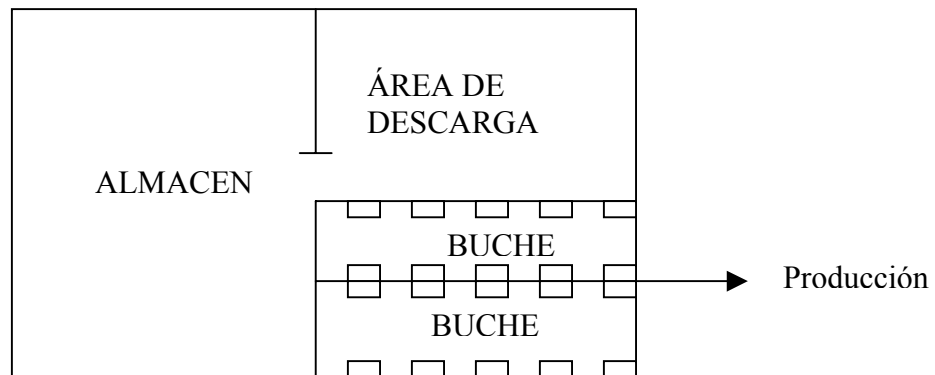 ÁREA DE
DESCARGA
ALMACEN
BUCHE
Producción
BUCHE